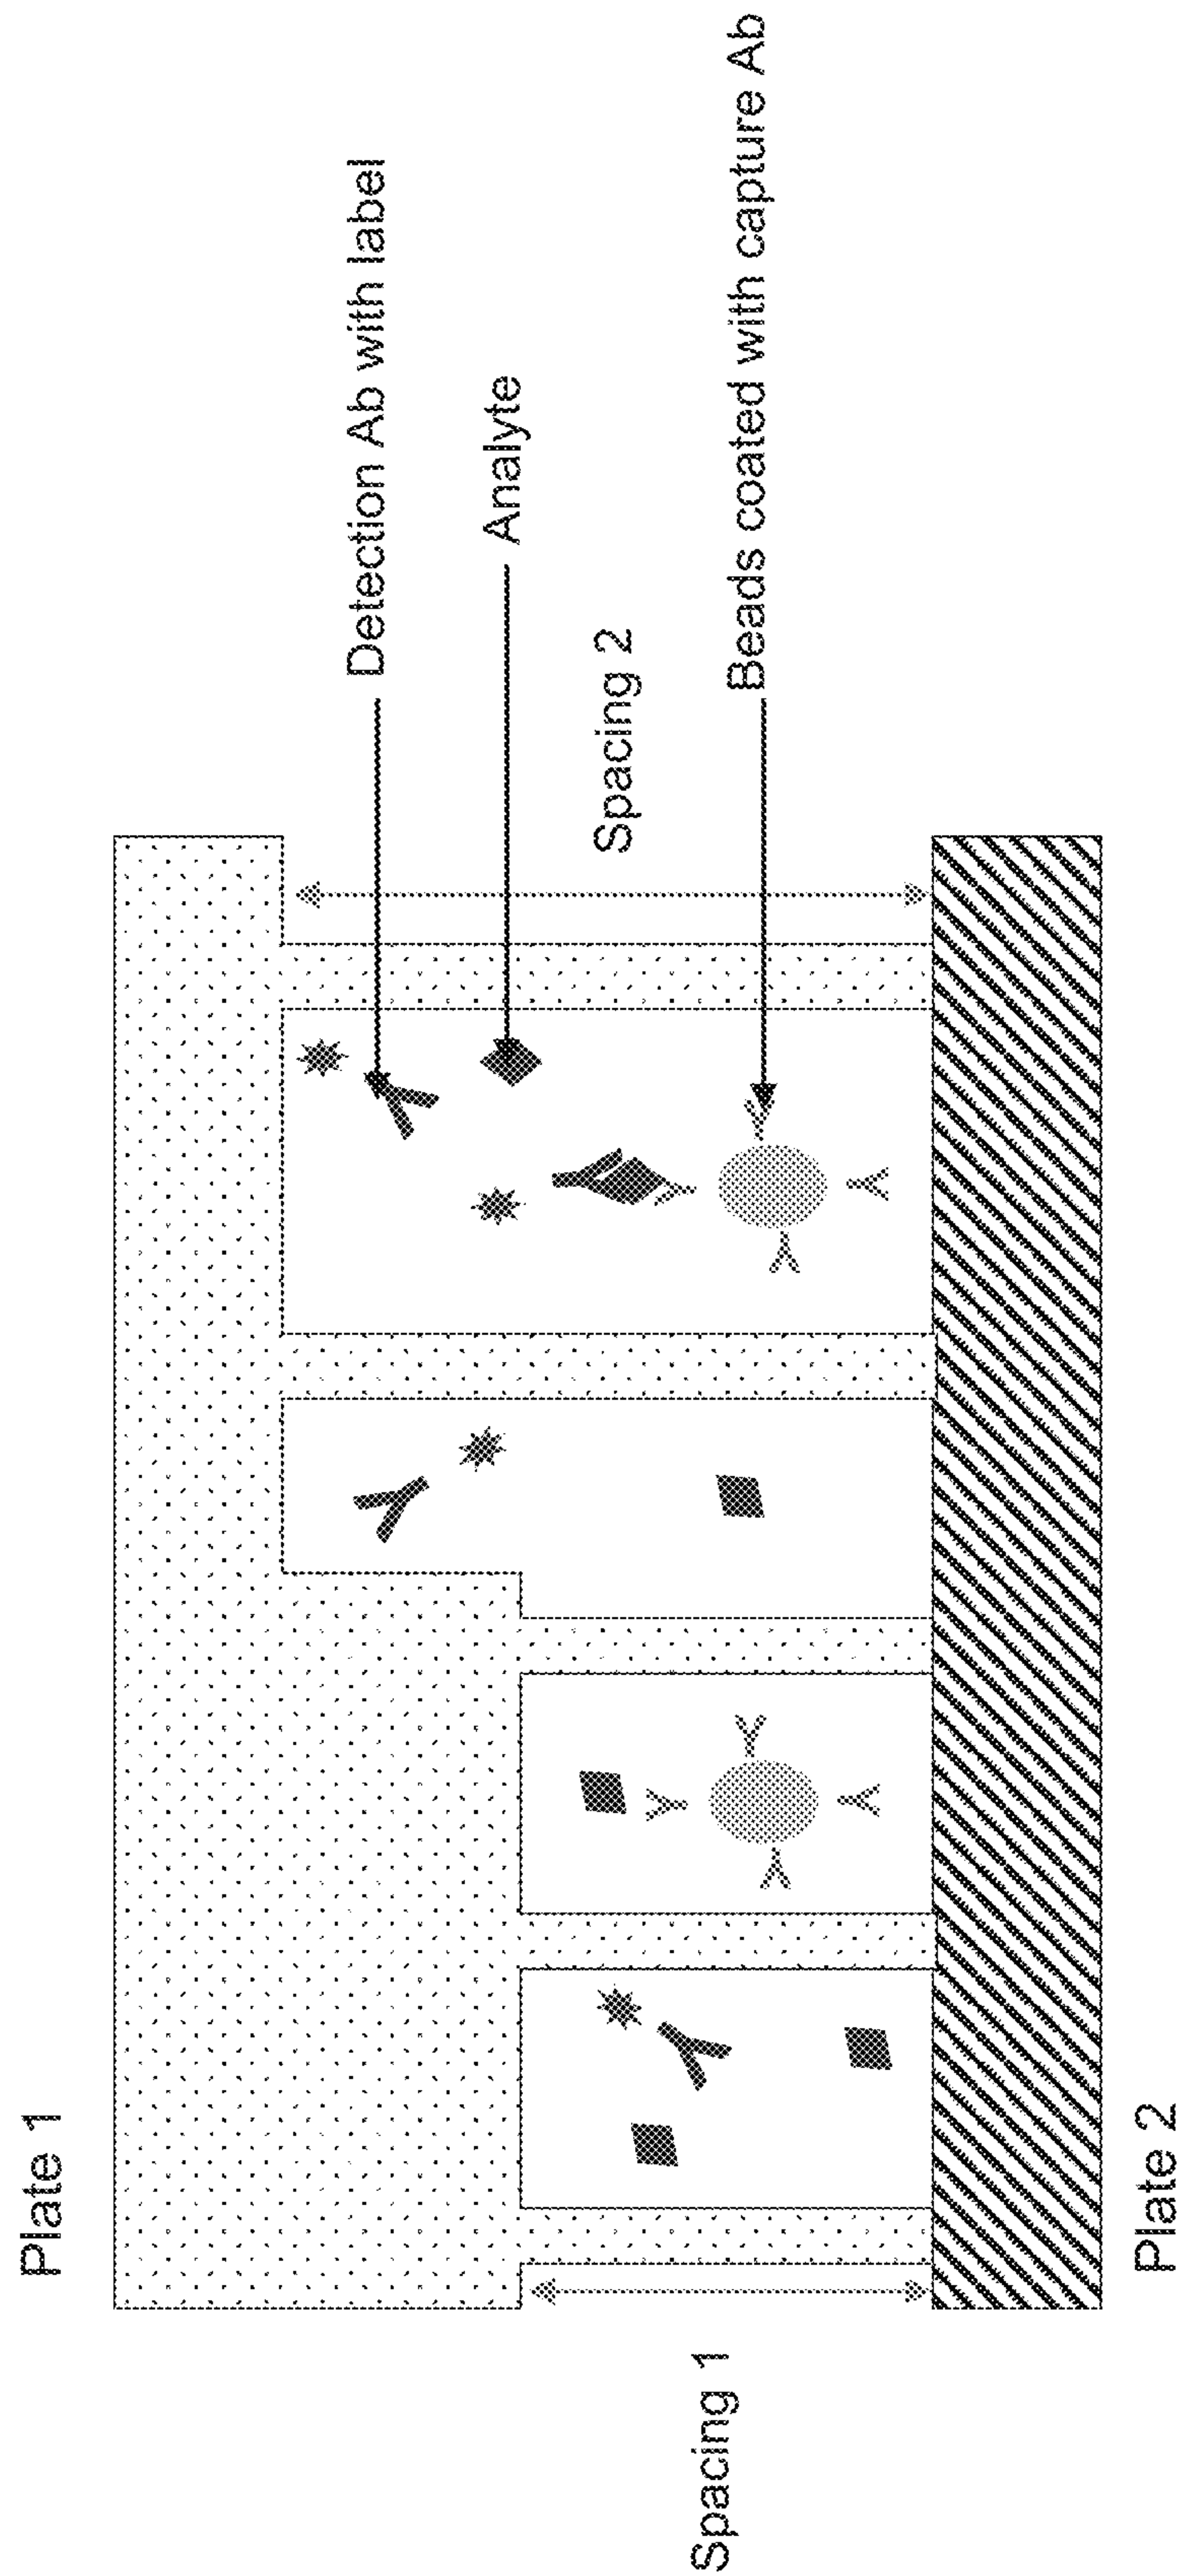 Plate 1
Detection Ab with label
Analyte
Spacing 2
Beads coated with capture Ab
Spacing 1
Plate 2